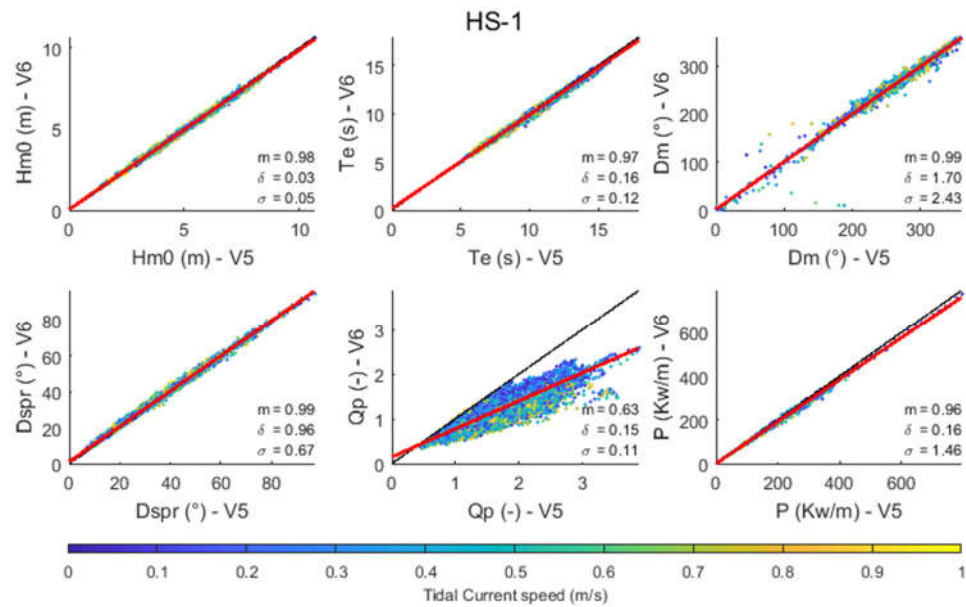 HS-1
Hm0 (m) - V6
10
5
0
0 5 10
m = 0.98
δ = 0.03
σ = 0.05
Hm0 (m) - V5
Te (s) - V6
15
10
5
0
0 5 10 15
m = 0.97
δ = 0.16
σ = 0.12
Te (s) - V5
Dm (°) - V6
300
200
100
0
0 100 200 300
m = 0.99
δ = 1.70
σ = 2.43
Dm (°) - V5
Dspr (°) - V6
80
60
40
20
0
0 20 40 60 80
m = 0.99
δ = 0.96
σ = 0.67
Dspr (°) - V5
Qp (-) - V6
3
2
1
0
0 1 2 3
m = 0.63
δ = 0.15
σ = 0.11
Qp (-) - V5
P (Kw/m) - V6
600
400
200
0
0 200 400 600
m = 0.96
δ = 0.16
σ = 1.46
P (Kw/m) - V5
0 0.1 0.2 0.3 0.4 0.5 0.6 0.7 0.8 0.9 1
Tidal Current speed (m/s)